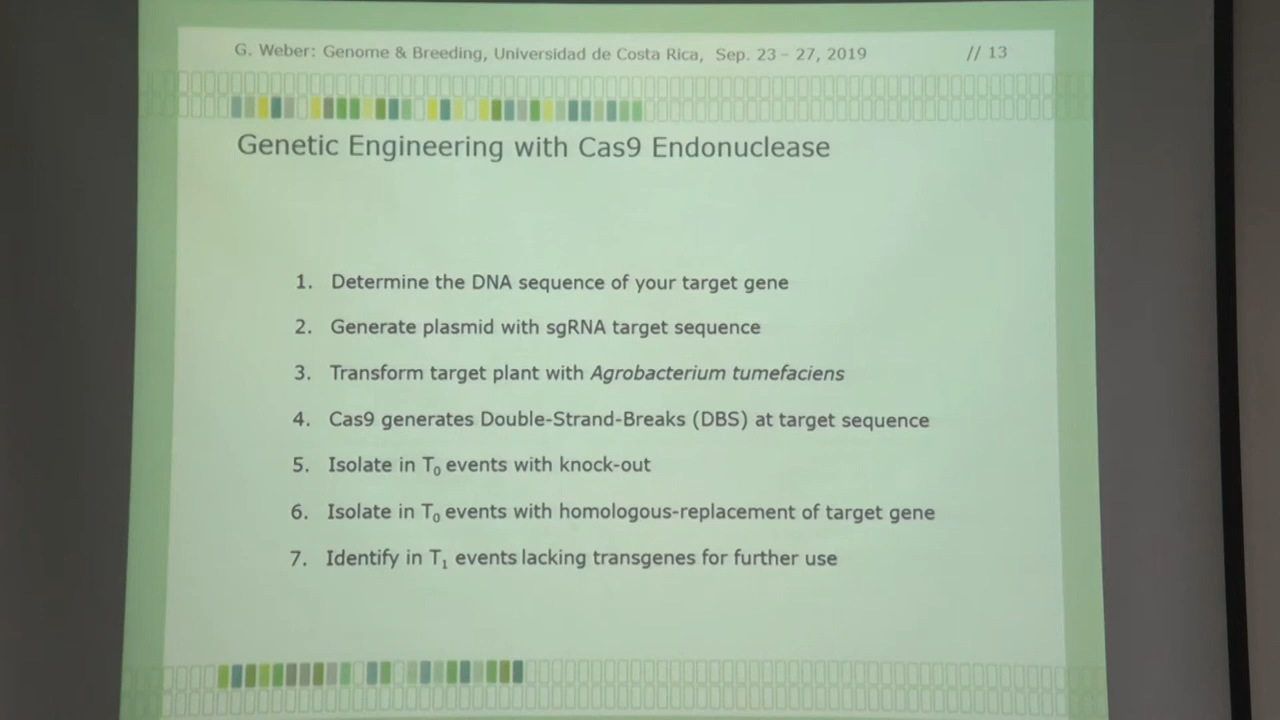 G. Weber: Genome & Breeding, Universidad de Costa Rica, Sep. 23 – 27, 2019 // 13
Genetic Engineering with Cas9 Endonuclease
1. Determine the DNA sequence of your target gene
2. Generate plasmid with sgRNA target sequence
3. Transform target plant with Agrobacterium tumefaciens
4. Cas9 generates Double-Strand-Breaks (DBS) at target sequence
5. Isolate in T₀ events with knock-out
6. Isolate in T₀ events with homologous-replacement of target gene
7. Identify in T₁ events lacking transgenes for further use